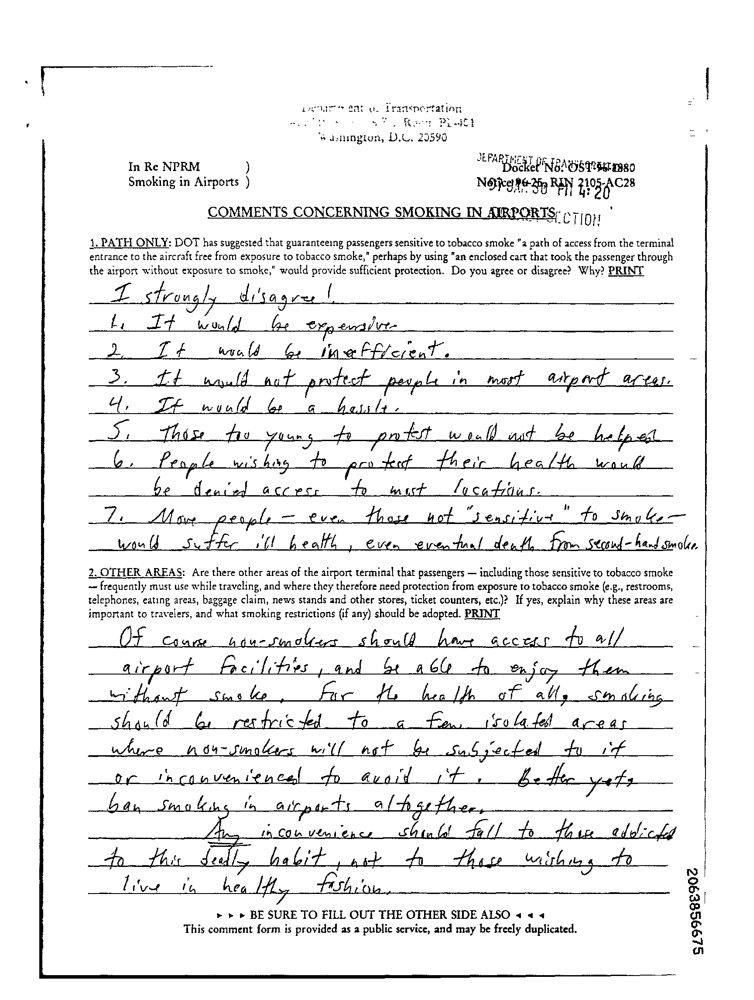 Department of Transportation
Room PL-401
Washington, D.C. 20590
In Re NPRM )
Smoking in Airports )
DEPARTMENT OF TRANSPORTATION
Docket No. OST-96-1880
Notice 96-25, RIN 2105-AC28
PM 4:20
COMMENTS CONCERNING SMOKING IN AIRPORTS
SECTION
1. PATH ONLY: DOT has suggested that guaranteeing passengers sensitive to tobacco smoke "a path of access from the terminal
entrance to the aircraft free from exposure to tobacco smoke," perhaps by using "an enclosed cart that took the passenger through
the airport without exposure to smoke," would provide sufficient protection. Do you agree or disagree? Why? PRINT
I strongly disagree!
1. It would be expensive
2. It would be inefficient.
3. It would not protect people in most airport areas.
4. It would be a hassle.
5. Those too young to protest would not be helped
6. People wishing to protect their health would
be denied access to most locations.
7. More people – even those not "sensitive" to smoke –
would suffer ill health, even eventual death from second-hand smoke.
2. OTHER AREAS: Are there other areas of the airport terminal that passengers — including those sensitive to tobacco smoke
— frequently must use while traveling, and where they therefore need protection from exposure to tobacco smoke (e.g., restrooms,
telephones, eating areas, baggage claim, news stands and other stores, ticket counters, etc.)? If yes, explain why these areas are
important to travelers, and what smoking restrictions (if any) should be adopted. PRINT
Of course non-smokers should have access to all
airport facilities, and be able to enjoy them
without smoke. For the health of all, smoking
should be restricted to a few isolated areas
where non-smokers will not be subjected to it
or inconvenienced to avoid it. Better yet,
ban smoking in airports altogether.
Any inconvenience should fall to those addicted
to this deadly habit, not to those wishing to
live in healthy fashion.
▸ ▸ ▸ BE SURE TO FILL OUT THE OTHER SIDE ALSO ◂ ◂ ◂
This comment form is provided as a public service, and may be freely duplicated.
2063856675